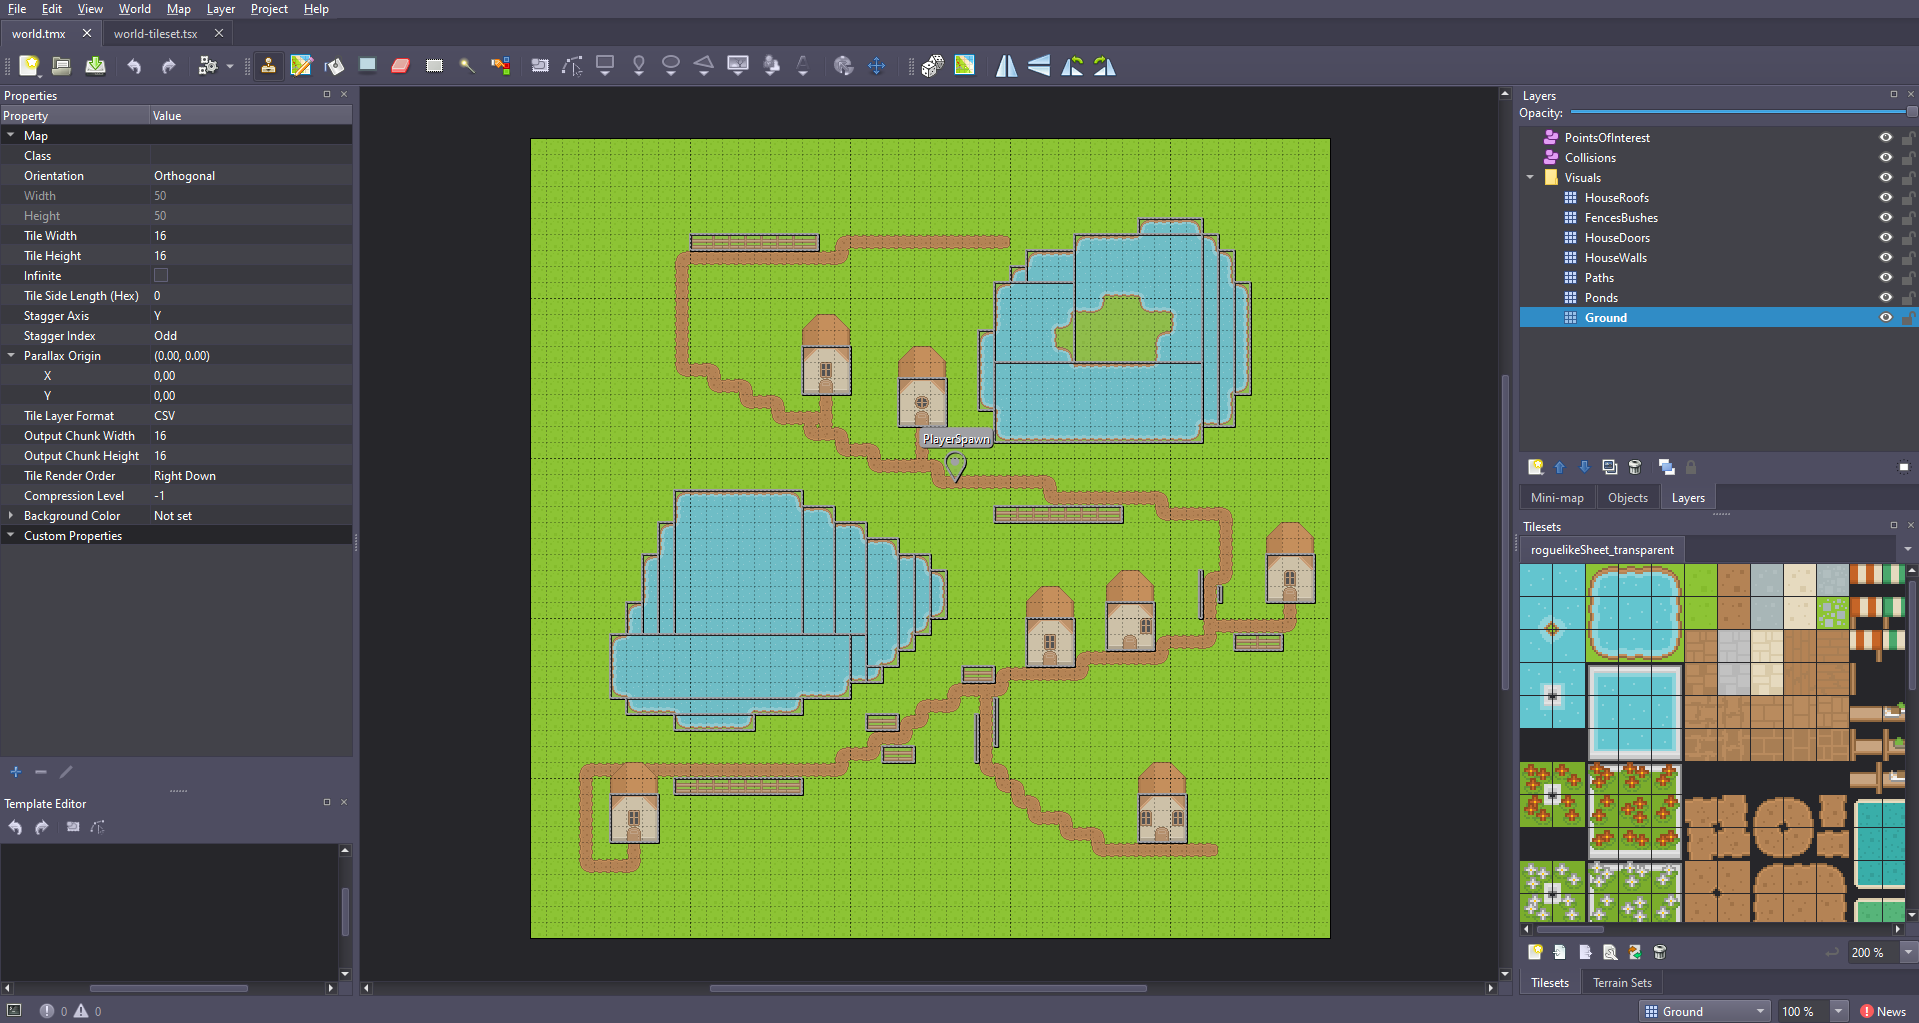 File Edit View World Map Layer Project Help
world.tmx
world-tileset.tsx
Properties
Property Value
Map
Class
Orientation Orthogonal
Width 50
Height 50
Tile Width 16
Tile Height 16
Infinite
Tile Side Length (Hex) 0
Stagger Axis Y
Stagger Index Odd
Parallax Origin (0.00, 0.00)
X 0,00
Y 0,00
Tile Layer Format CSV
Output Chunk Width 16
Output Chunk Height 16
Tile Render Order Right Down
Compression Level -1
Background Color Not set
Custom Properties
Template Editor
0 0
PlayerSpawn
Layers
Opacity:
PointsOfInterest
Collisions
Visuals
HouseRoofs
FencesBushes
HouseDoors
HouseWalls
Paths
Ponds
Ground
Mini-map Objects Layers
Tilesets
roguelikeSheet_transparent
200 %
Tilesets Terrain Sets
Ground 100 % News